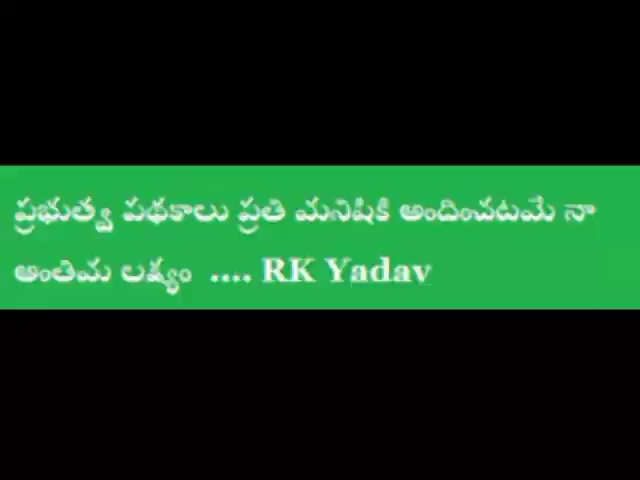 ప్రభుత్వ పథకాలు ప్రతి మనిషికి అందించటమే నా
అంతిమ లక్ష్యం .... RK Yadav